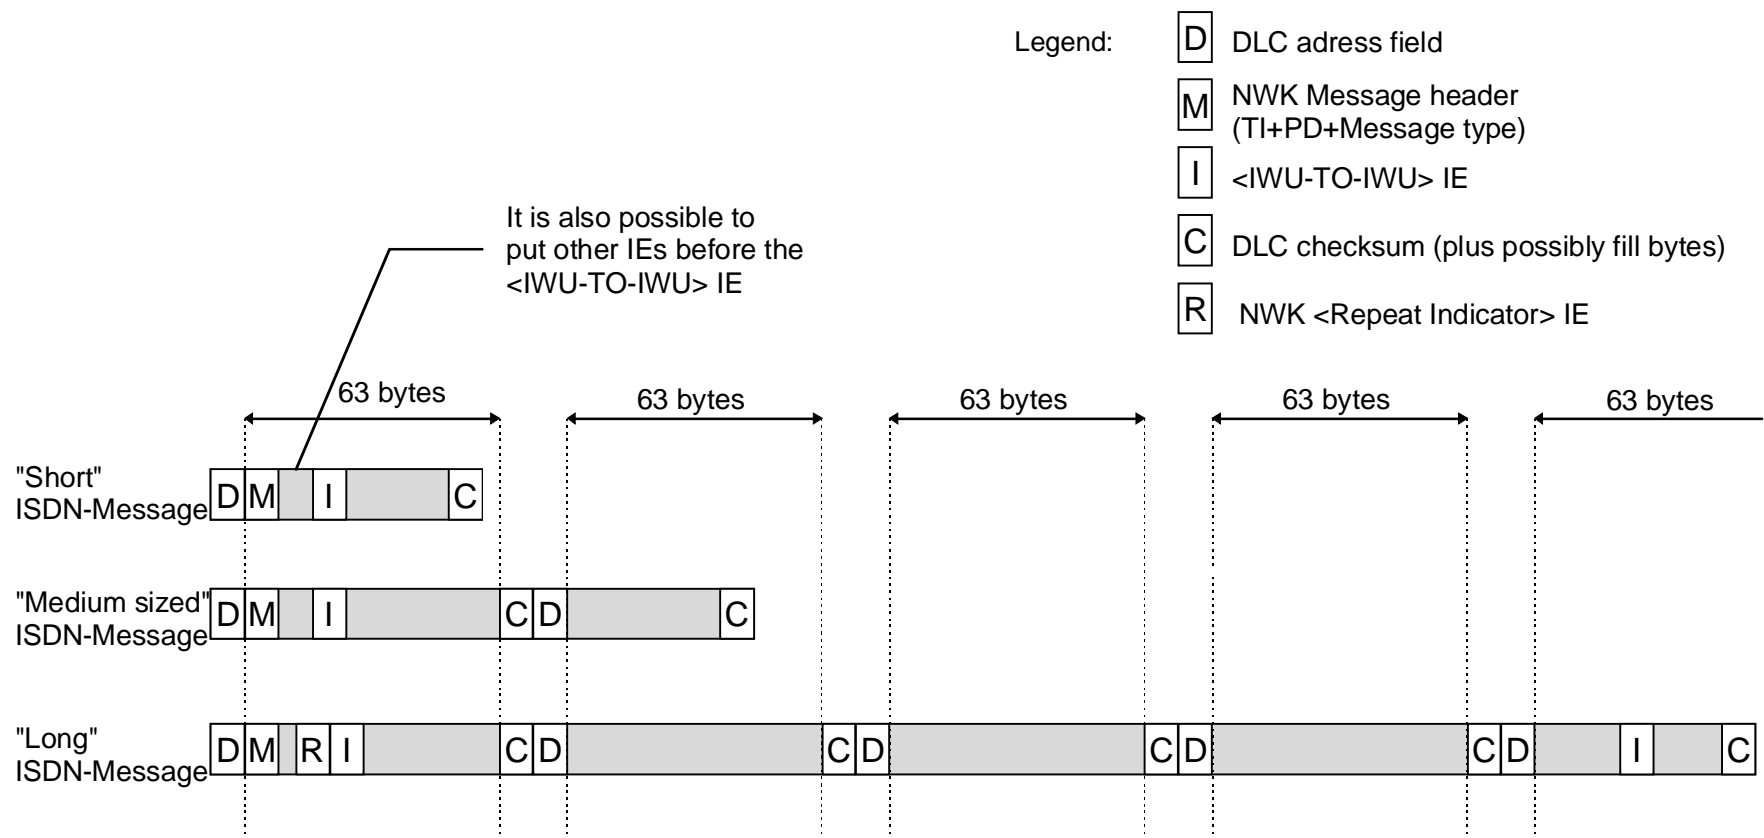 Legend:
D DLC adress field
M NWK Message header
(TI+PD+Message type)
I <IWU-TO-IWU> IE
C DLC checksum (plus possibly fill bytes)
R NWK <Repeat Indicator> IE
It is also possible to
put other IEs before the
<IWU-TO-IWU> IE
63 bytes 63 bytes 63 bytes 63 bytes 63 bytes
"Short"
ISDN-Message
D M I C
"Medium sized"
ISDN-Message
D M I C D C
"Long"
ISDN-Message
D M R I C D C D C D C D I C